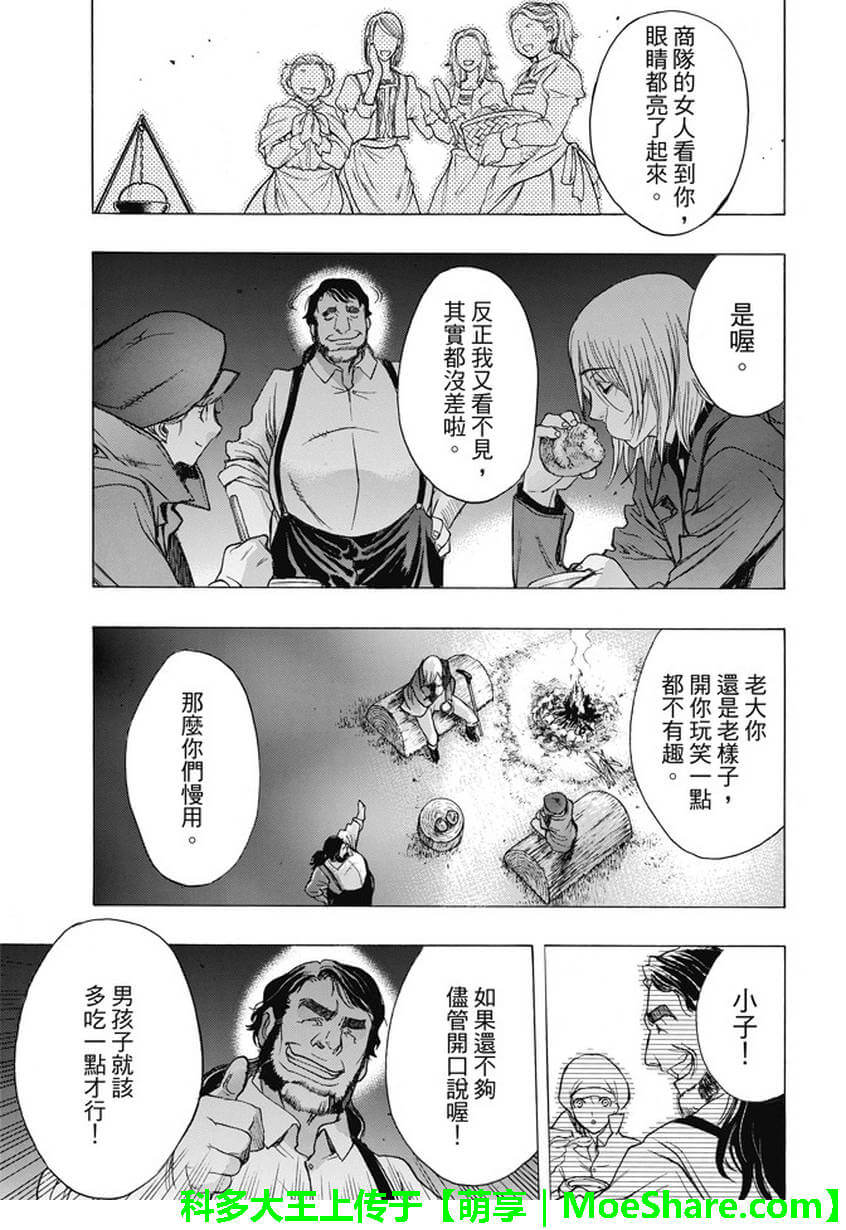 商隊的女人看到你，
眼睛都亮了起來。
是喔。
反正我又看不見，
其實都沒差啦。
老大你
還是老樣子，
開你玩笑一點
都不有趣。
那麼你們慢用。
小子！
如果還不夠
儘管開口說喔！
男孩子就該
多吃一點才行！
科多大王上传于【萌享｜MoeShare.com】